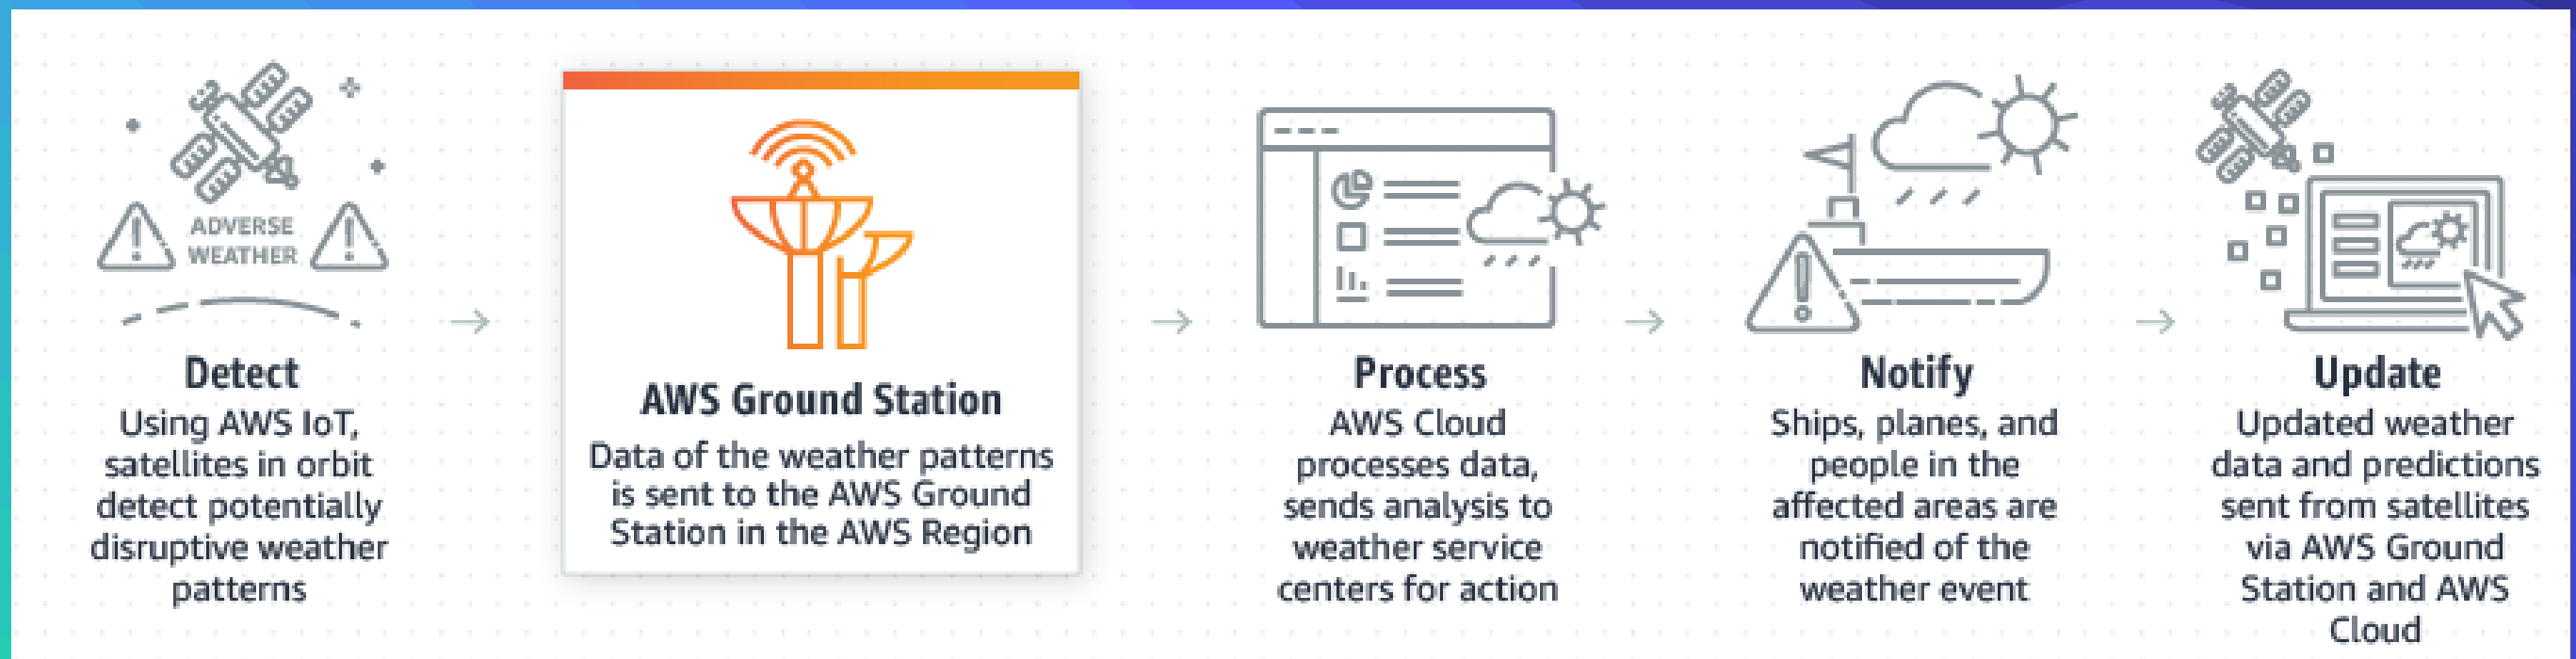 ADVERSE
WEATHER
Detect
Using AWS IoT,
satellites in orbit
detect potentially
disruptive weather
patterns
AWS Ground Station
Data of the weather patterns
is sent to the AWS Ground
Station in the AWS Region
Process
AWS Cloud
processes data,
sends analysis to
weather service
centers for action
Notify
Ships, planes, and
people in the
affected areas are
notified of the
weather event
Update
Updated weather
data and predictions
sent from satellites
via AWS Ground
Station and AWS
Cloud